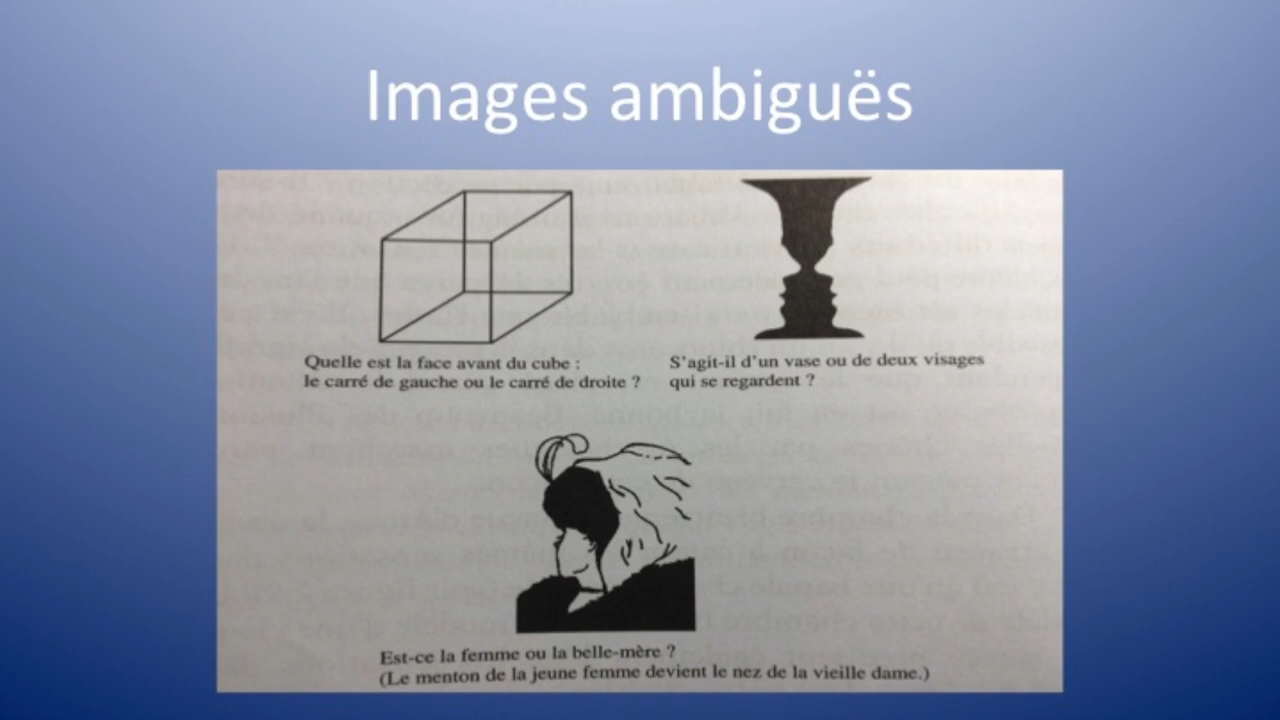 Images ambiguës
Quelle est la face avant du cube :
le carré de gauche ou le carré de droite ?
S'agit-il d'un vase ou de deux visages
qui se regardent ?
Est-ce la femme ou la belle-mère ?
(Le menton de la jeune femme devient le nez de la vieille dame.)